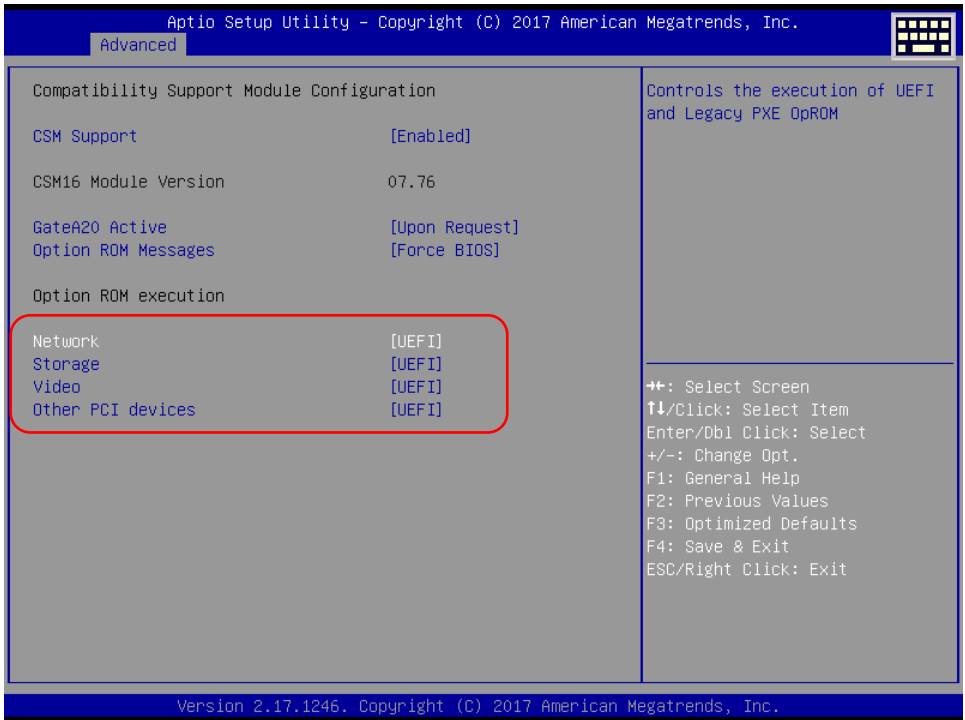 Aptio Setup Utility – Copyright (C) 2017 American Megatrends, Inc.
Advanced
Compatibility Support Module Configuration
CSM Support [Enabled]
CSM16 Module Version 07.76
GateA20 Active [Upon Request]
Option ROM Messages [Force BIOS]
Option ROM execution
Network [UEFI]
Storage [UEFI]
Video [UEFI]
Other PCI devices [UEFI]
Controls the execution of UEFI
and Legacy PXE OpROM
→←: Select Screen
↑↓/Click: Select Item
Enter/Dbl Click: Select
+/-: Change Opt.
F1: General Help
F2: Previous Values
F3: Optimized Defaults
F4: Save & Exit
ESC/Right Click: Exit
Version 2.17.1246. Copyright (C) 2017 American Megatrends, Inc.